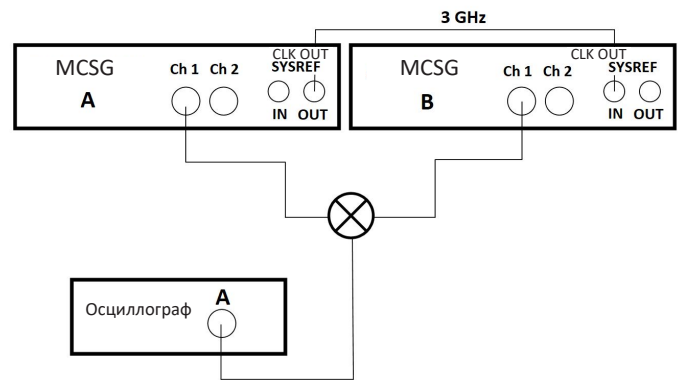 3 GHz
CLK OUT
MCSG Ch 1 Ch 2 SYSREF
A
IN OUT
CLK OUT
MCSG Ch 1 Ch 2 SYSREF
B
IN OUT
A
Осциллограф